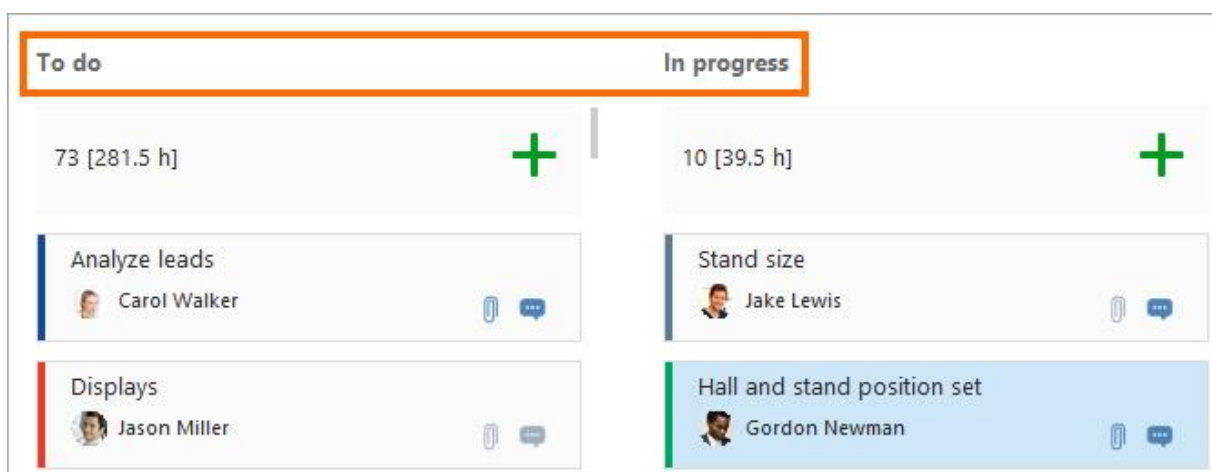 To do
In progress
73 [281.5 h]
10 [39.5 h]
Analyze leads
Carol Walker
Stand size
Jake Lewis
Displays
Jason Miller
Hall and stand position set
Gordon Newman